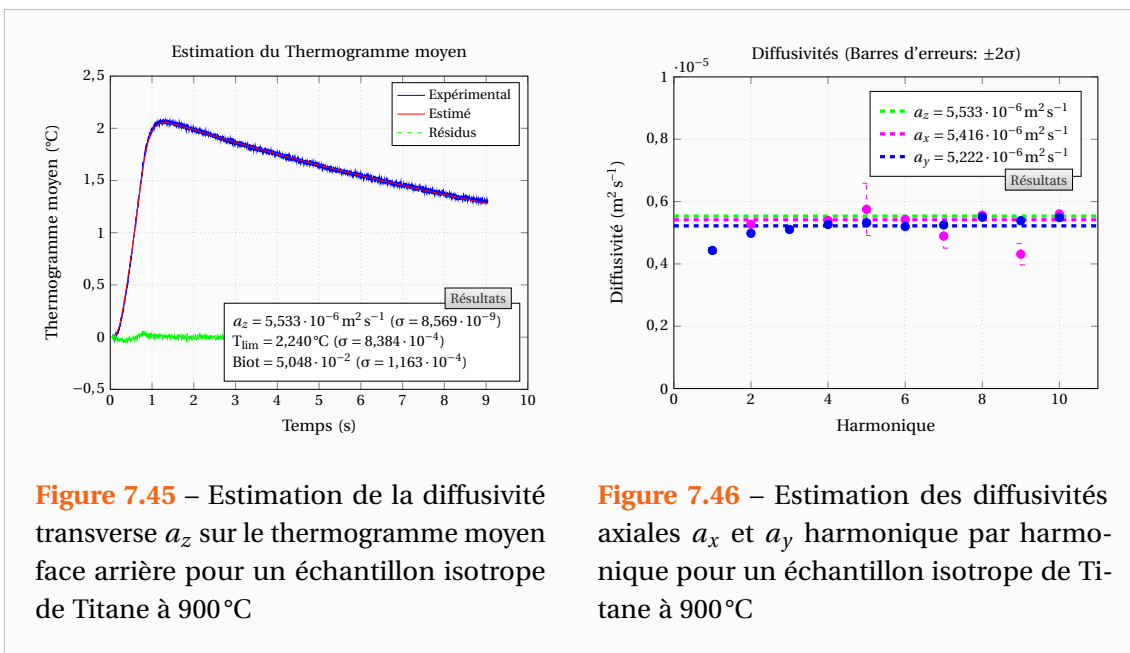 Estimation du Thermogramme moyen
2,5
2
1,5
1
0,5
0
−0,5
Thermogramme moyen (°C)
Expérimental
Estimé
Résidus
Résultats
a_z = 5,533 · 10⁻⁶ m² s⁻¹ (σ = 8,569 · 10⁻⁹)
T_lim = 2,240 °C (σ = 8,384 · 10⁻⁴)
Biot = 5,048 · 10⁻² (σ = 1,163 · 10⁻⁴)
0 1 2 3 4 5 6 7 8 9 10
Temps (s)
Figure 7.45 – Estimation de la diffusivité
transverse a_z sur le thermogramme moyen
face arrière pour un échantillon isotrope
de Titane à 900 °C
Diffusivités (Barres d'erreurs: ±2σ)
·10⁻⁵
1
0,8
0,6
0,4
0,2
0
Diffusivité (m² s⁻¹)
a_z = 5,533 · 10⁻⁶ m² s⁻¹
a_x = 5,416 · 10⁻⁶ m² s⁻¹
a_y = 5,222 · 10⁻⁶ m² s⁻¹
Résultats
0 2 4 6 8 10
Harmonique
Figure 7.46 – Estimation des diffusivités
axiales a_x et a_y harmonique par harmo-
nique pour un échantillon isotrope de Ti-
tane à 900 °C